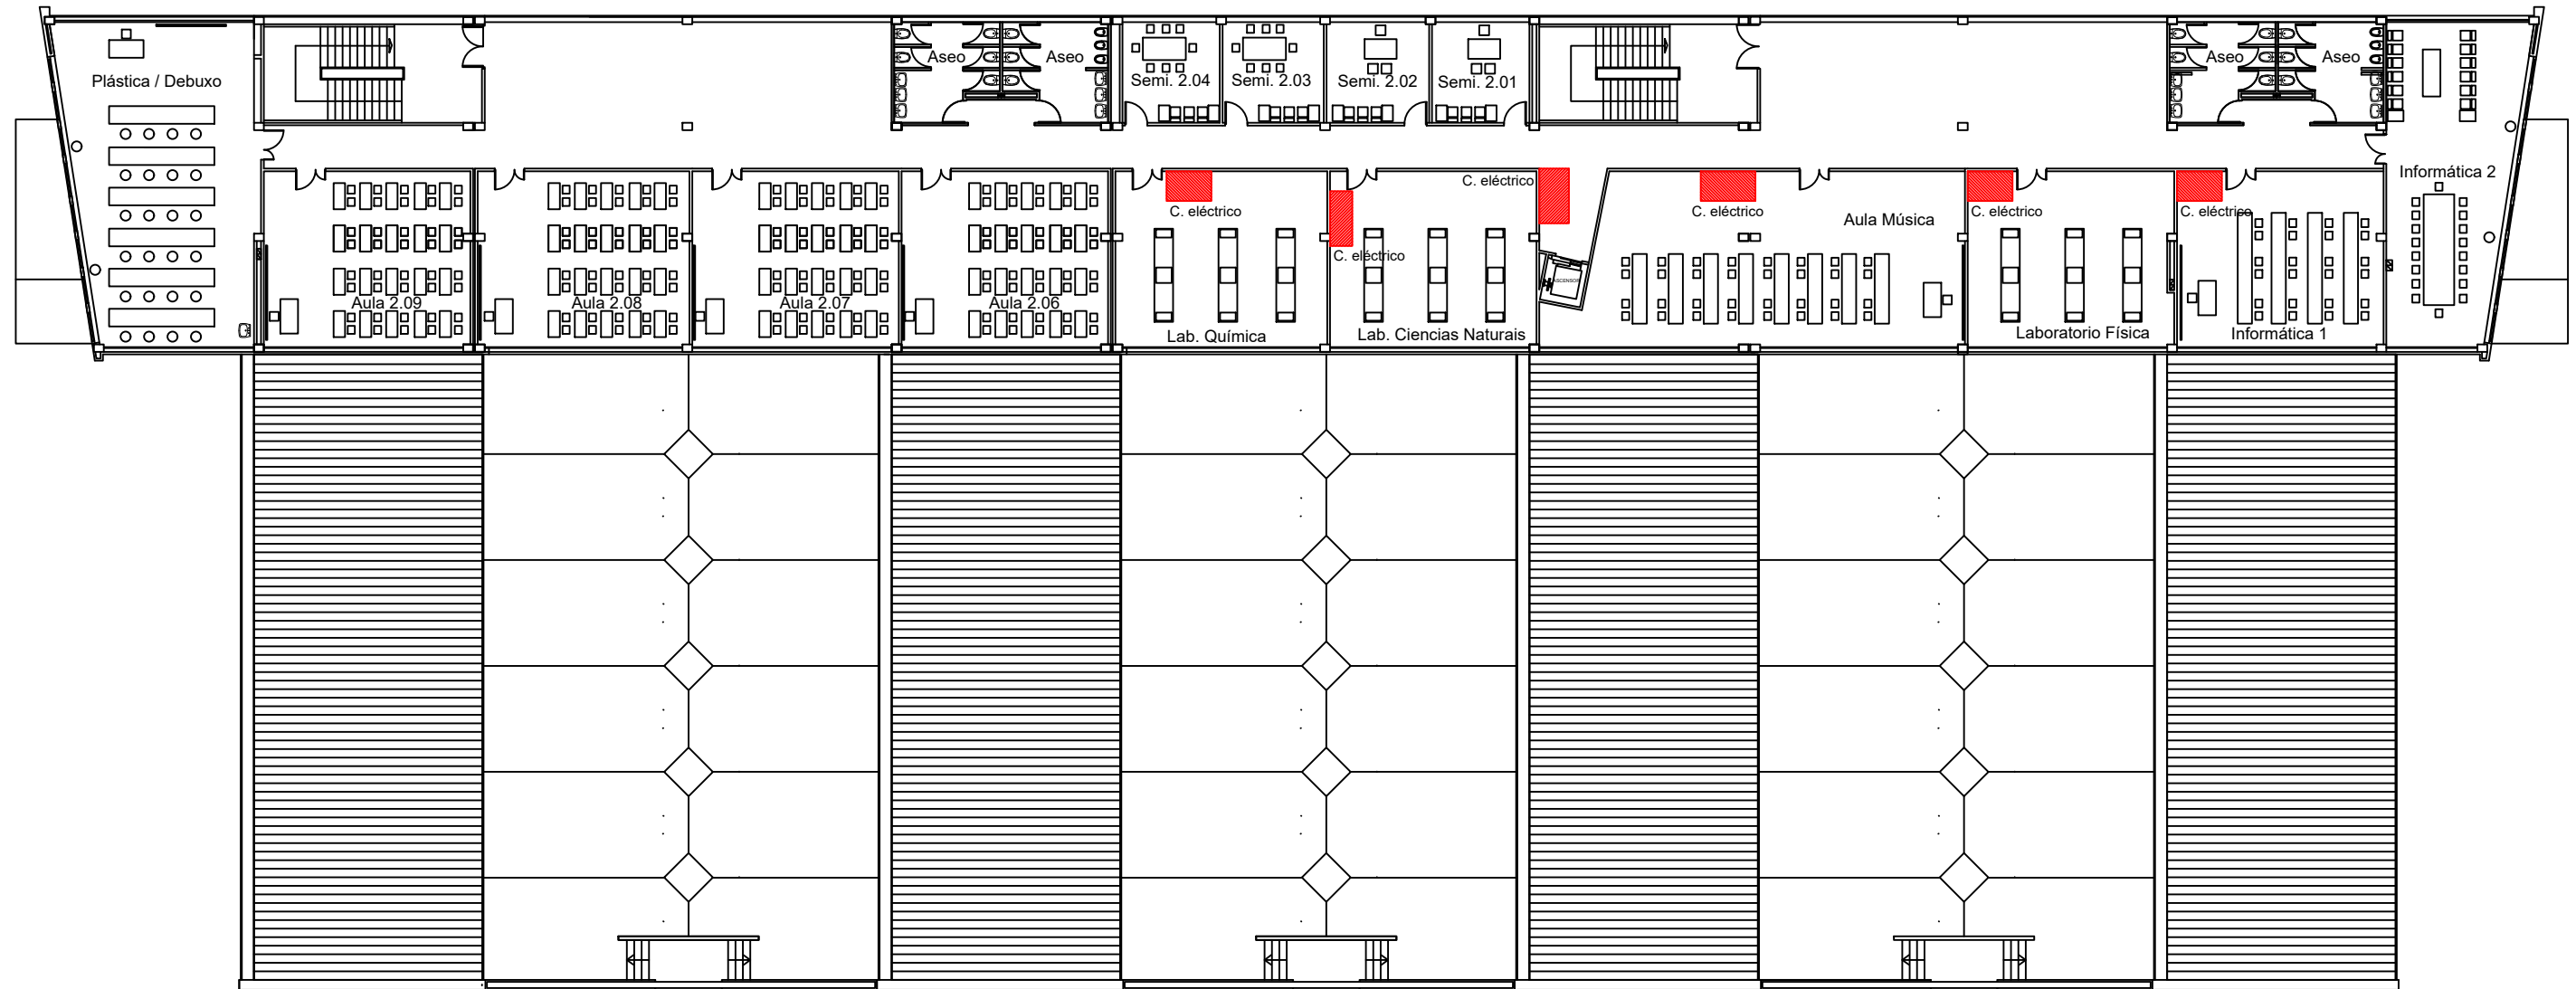 Plástica / Debuxo
Aseo
Aseo
Semi. 2.04
Semi. 2.03
Semi. 2.02
Semi. 2.01
Aseo
Aseo
Informática 2
C. eléctrico
C. eléctrico
C. eléctrico
C. eléctrico
C. eléctrico
C. eléctrico
Aula Música
ASCENSOR
Aula 2.09
Aula 2.08
Aula 2.07
Aula 2.06
Lab. Química
Lab. Ciencias Naturais
Laboratorio Física
Informática 1